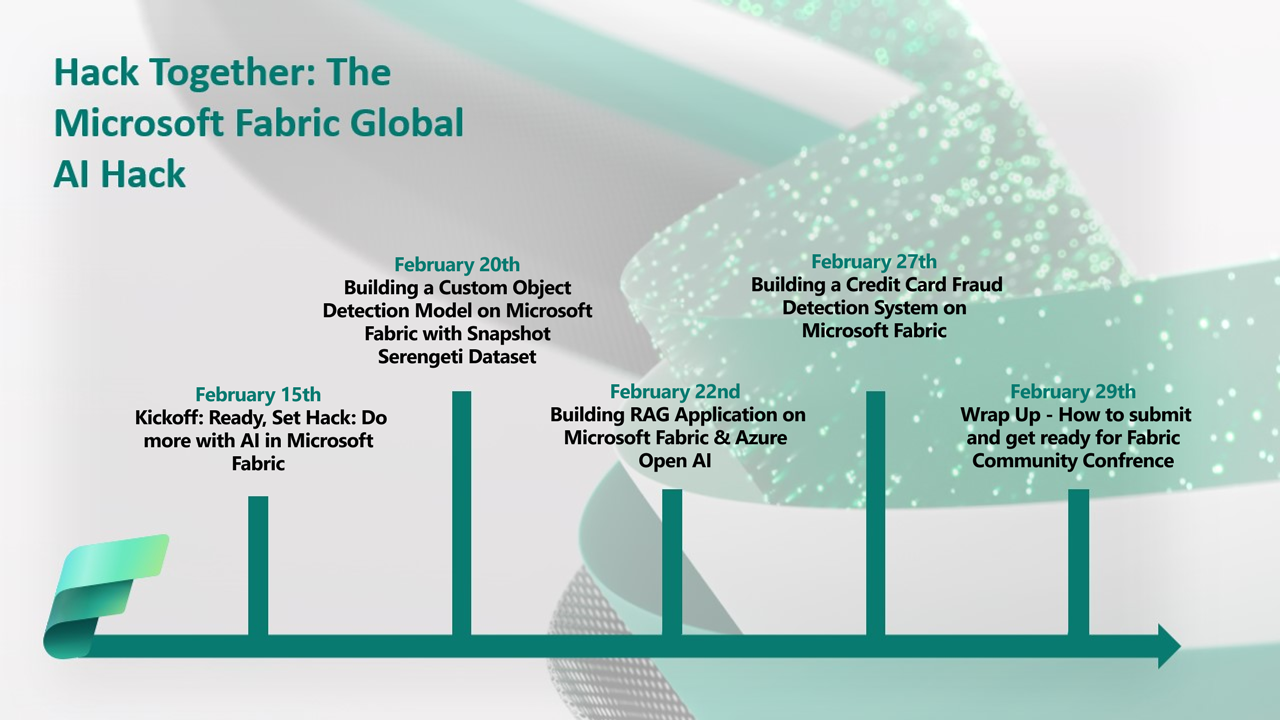 Hack Together: The
Microsoft Fabric Global
AI Hack
February 15th
Kickoff: Ready, Set Hack: Do
more with AI in Microsoft
Fabric
February 20th
Building a Custom Object
Detection Model on Microsoft
Fabric with Snapshot
Serengeti Dataset
February 22nd
Building RAG Application on
Microsoft Fabric & Azure
Open AI
February 27th
Building a Credit Card Fraud
Detection System on
Microsoft Fabric
February 29th
Wrap Up - How to submit
and get ready for Fabric
Community Confrence